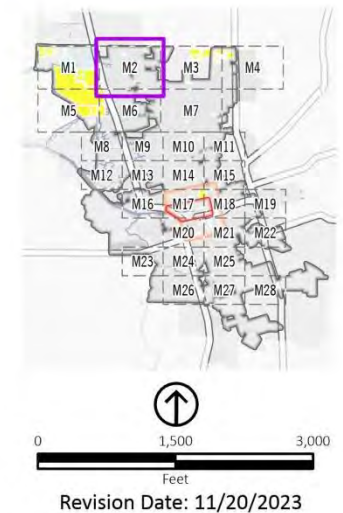 M1 M2 M3 M4
M5 M6 M7
M8 M9 M10 M11
M12 M13 M14 M15
M16 M17 M18 M19
M20 M21 M22
M23 M24 M25
M26 M27 M28
0 1,500 3,000
Feet
Revision Date: 11/20/2023